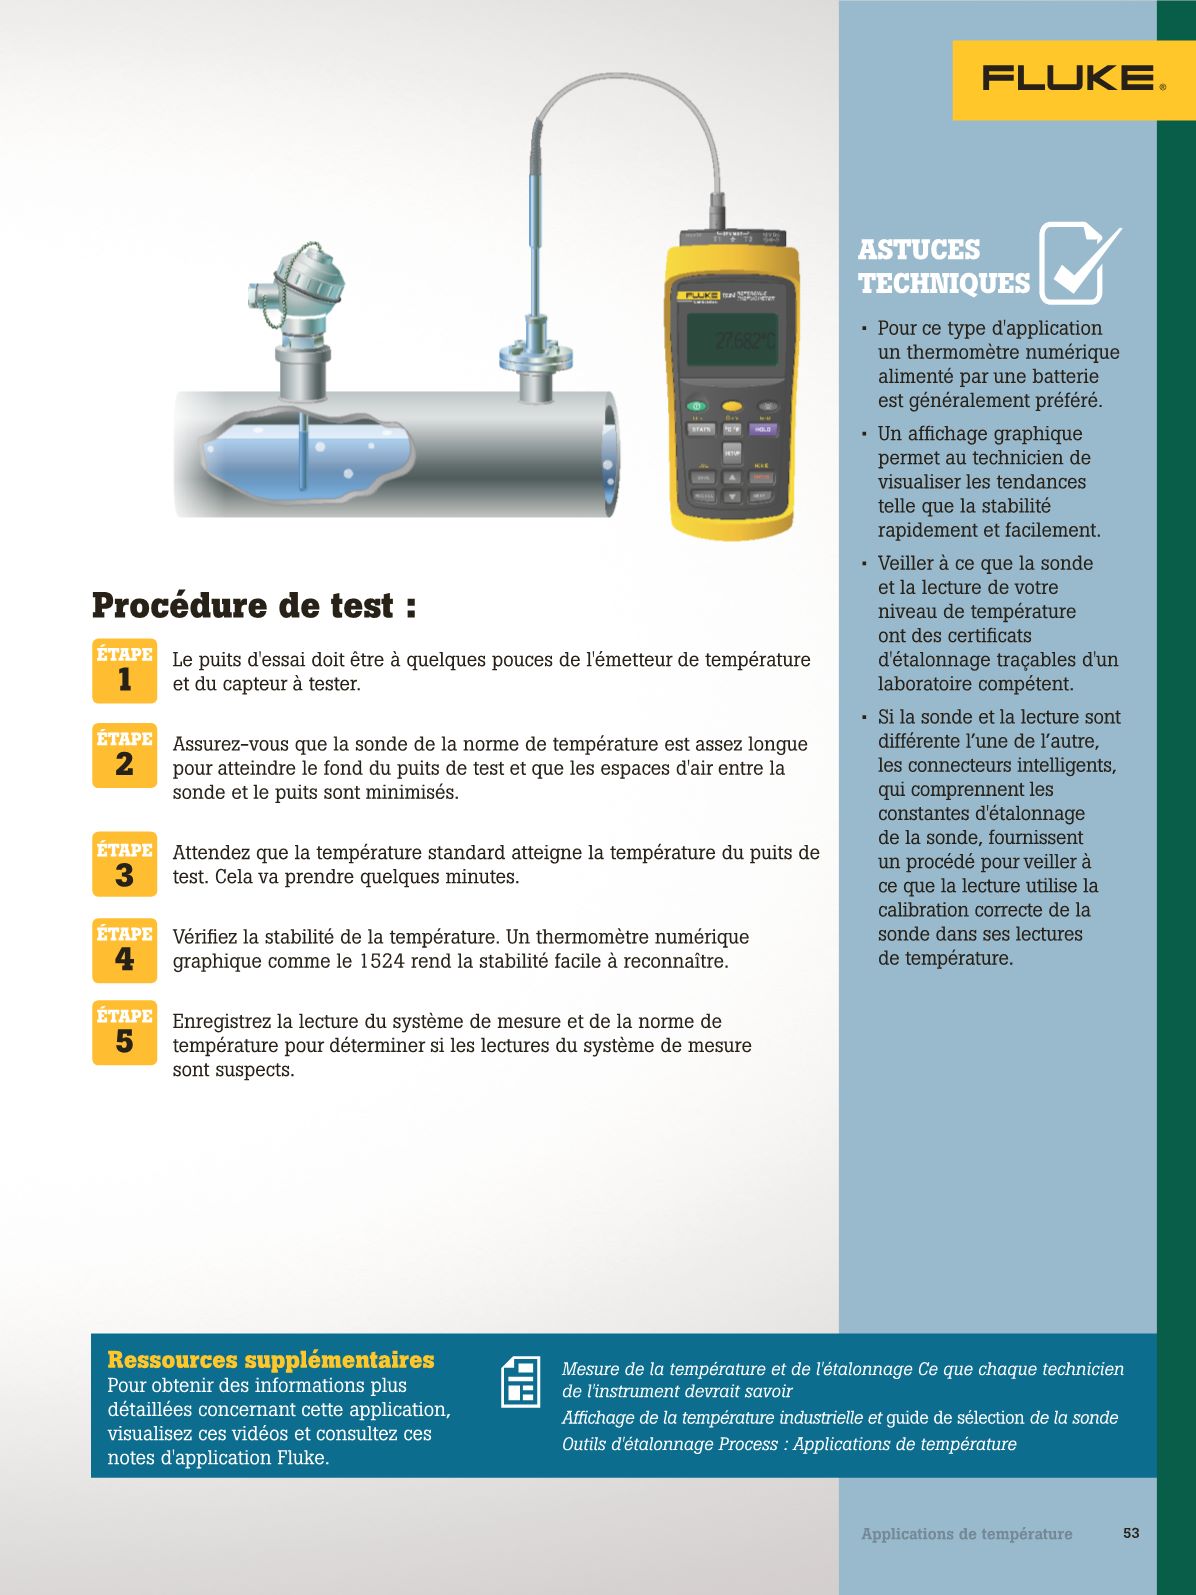 FLUKE®
27.682°C
FLUKE
T1 T2
STATS
°C °F
HOLD
SETUP
RECALL
ASTUCES
TECHNIQUES
· Pour ce type d'application
un thermomètre numérique
alimenté par une batterie
est généralement préféré.
· Un affichage graphique
permet au technicien de
visualiser les tendances
telle que la stabilité
rapidement et facilement.
· Veiller à ce que la sonde
et la lecture de votre
niveau de température
ont des certificats
d'étalonnage traçables d'un
laboratoire compétent.
· Si la sonde et la lecture sont
différente l’une de l’autre,
les connecteurs intelligents,
qui comprennent les
constantes d'étalonnage
de la sonde, fournissent
un procédé pour veiller à
ce que la lecture utilise la
calibration correcte de la
sonde dans ses lectures
de température.
Procédure de test :
ÉTAPE
1
Le puits d'essai doit être à quelques pouces de l'émetteur de température
et du capteur à tester.
ÉTAPE
2
Assurez-vous que la sonde de la norme de température est assez longue
pour atteindre le fond du puits de test et que les espaces d'air entre la
sonde et le puits sont minimisés.
ÉTAPE
3
Attendez que la température standard atteigne la température du puits de
test. Cela va prendre quelques minutes.
ÉTAPE
4
Vérifiez la stabilité de la température. Un thermomètre numérique
graphique comme le 1524 rend la stabilité facile à reconnaître.
ÉTAPE
5
Enregistrez la lecture du système de mesure et de la norme de
température pour déterminer si les lectures du système de mesure
sont suspects.
Ressources supplémentaires
Pour obtenir des informations plus
détaillées concernant cette application,
visualisez ces vidéos et consultez ces
notes d'application Fluke.
Mesure de la température et de l'étalonnage Ce que chaque technicien
de l'instrument devrait savoir
Affichage de la température industrielle et guide de sélection de la sonde
Outils d'étalonnage Process : Applications de température
Applications de température 53